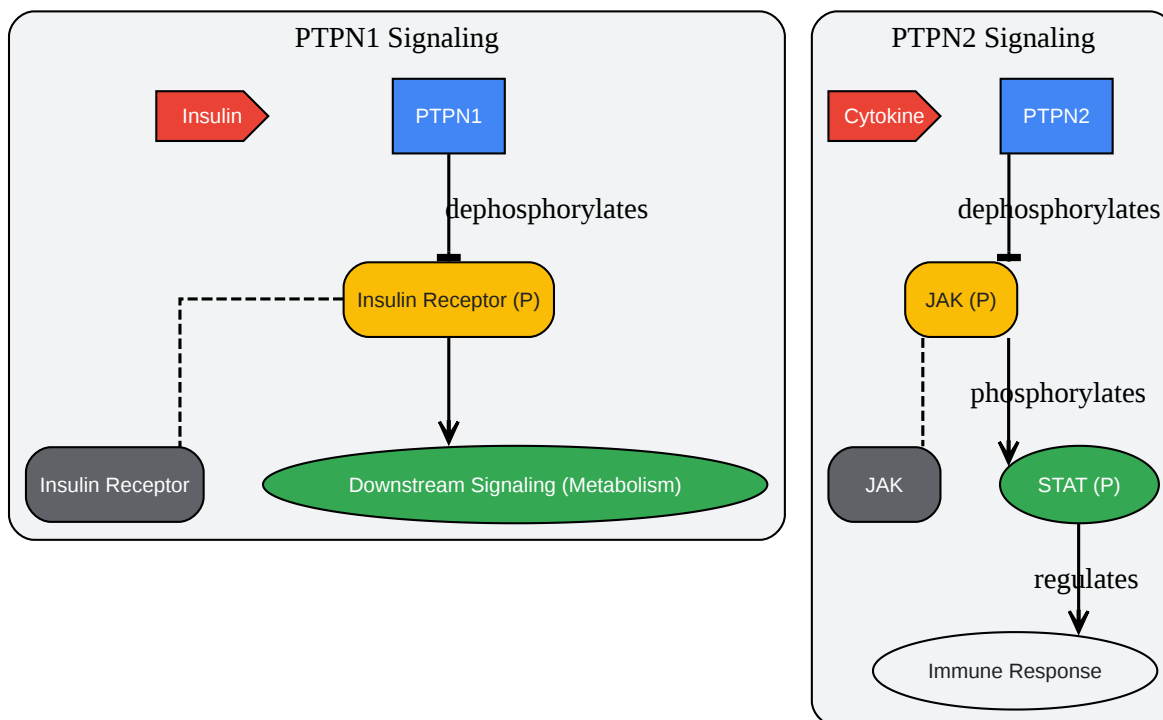 PTPN1 Signaling
Insulin
PTPN1
dephosphorylates
Insulin Receptor (P)
Insulin Receptor
Downstream Signaling (Metabolism)
PTPN2 Signaling
Cytokine
PTPN2
dephosphorylates
JAK (P)
phosphorylates
JAK
STAT (P)
regulates
Immune Response